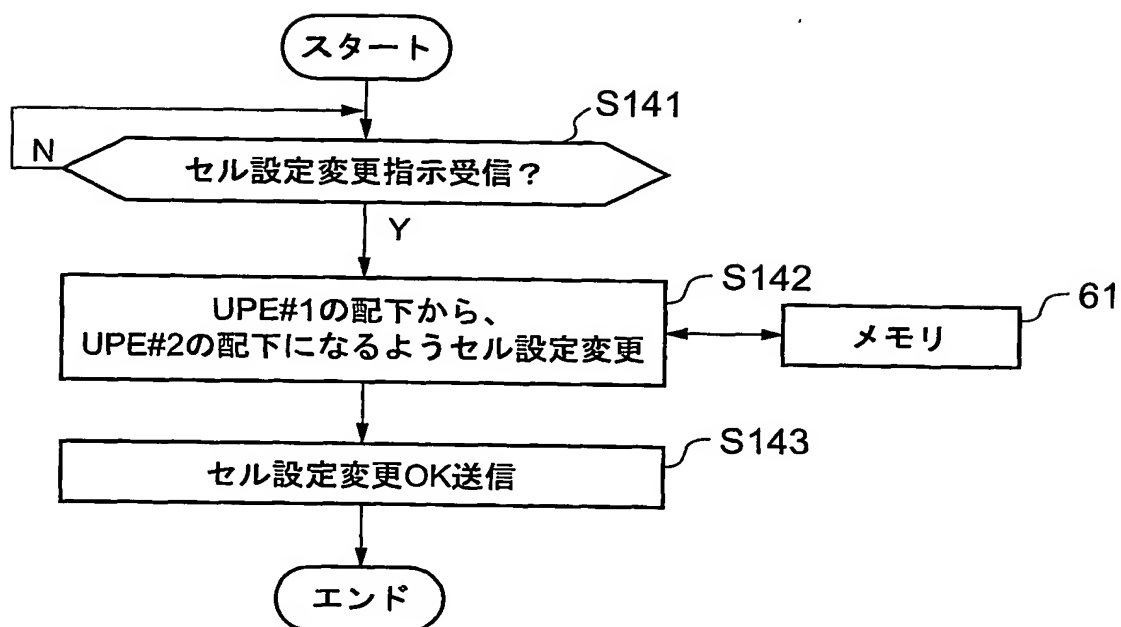 スタート
S141
N
セル設定変更指示受信？
Y
S142
UPE#1の配下から、
UPE#2の配下になるようセル設定変更
61
メモリ
S143
セル設定変更OK送信
エンド